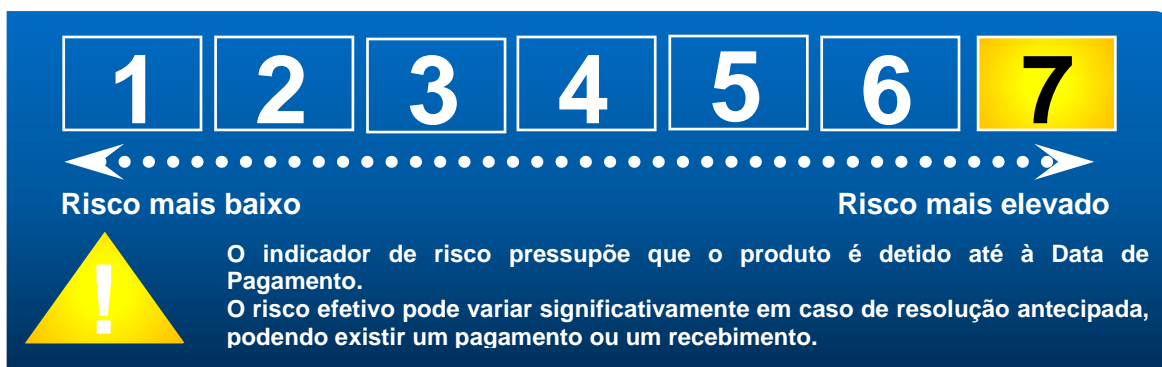 1 2 3 4 5 6 7
Risco mais baixo Risco mais elevado
!
O indicador de risco pressupõe que o produto é detido até à Data de
Pagamento.
O risco efetivo pode variar significativamente em caso de resolução antecipada,
podendo existir um pagamento ou um recebimento.